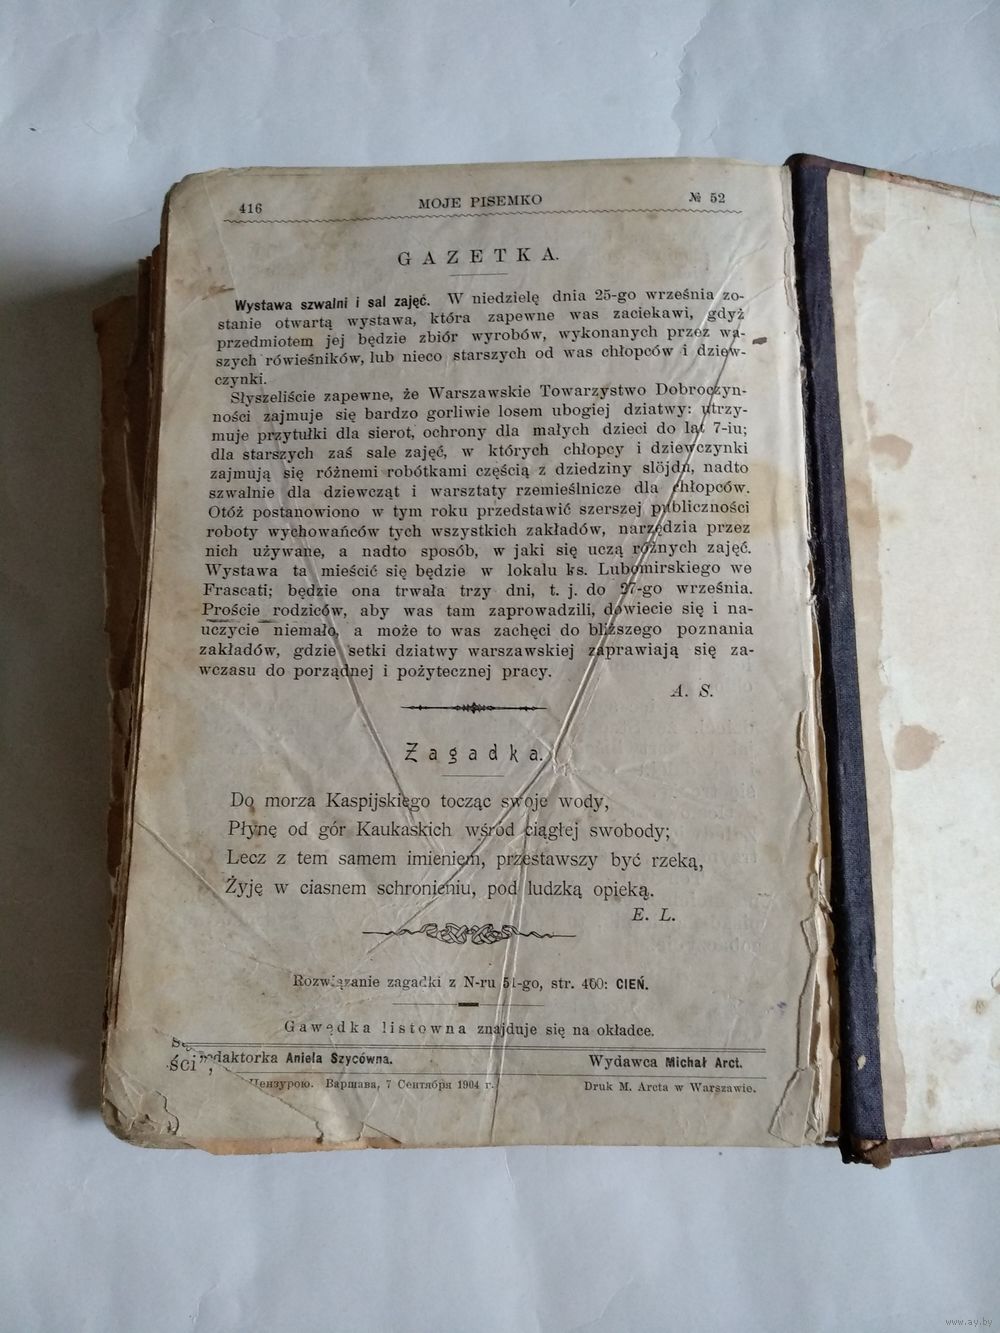 416 MOJE PISEMKO № 52
GAZETKA.
Wystawa szwalni i sal zajęć. W niedzielę dnia 25-go września zo-
stanie otwartą wystawa, która zapewne was zaciekawi, gdyż
przedmiotem jej będzie zbiór wyrobów, wykonanych przez wa-
szych rówieśników, lub nieco starszych od was chłopców i dziew-
czynki.
Słyszeliście zapewne, że Warszawskie Towarzystwo Dobroczyn-
ności zajmuje się bardzo gorliwie losem ubogiej dziatwy: utrzy-
muje przytułki dla sierot, ochrony dla małych dzieci do lat 7-iu;
dla starszych zaś sale zajęć, w których chłopcy i dziewczynki
zajmują się różnemi robótkami częścią z dziedziny slöjdu, nadto
szwalnie dla dziewcząt i warsztaty rzemieślnicze dla chłopców.
Otóż postanowiono w tym roku przedstawić szerszej publiczności
roboty wychowańców tych wszystkich zakładów, narzędzia przez
nich używane, a nadto sposób, w jaki się uczą różnych zajęć.
Wystawa ta mieścić się będzie w lokalu ks. Lubomirskiego we
Frascati; będzie ona trwała trzy dni, t. j. do 27-go września.
Proście rodziców, aby was tam zaprowadzili, dowiecie się i na-
uczycie niemało, a może to was zachęci do bliższego poznania
zakładów, gdzie setki dziatwy warszawskiej zaprawiają się za-
wczasu do porządnej i pożytecznej pracy.
A. S.
Zagadka.
Do morza Kaspijskiego tocząc swoje wody,
Płynę od gór Kaukaskich wśród ciągłej swobody;
Lecz z tem samem imieniem, przestawszy być rzeką,
Żyję w ciasnem schronieniu, pod ludzką opieką.
E. L.
Rozwiązanie zagadki z N-ru 51-go, str. 400: CIEŃ.
Gawędka listowna znajduje się na okładce.
ści daktorka Aniela Szycówna. Wydawca Michał Arct.
Цензурою. Варшава, 7 Сентября 1904 г. Druk M. Arcta w Warszawie.
www.ay.by